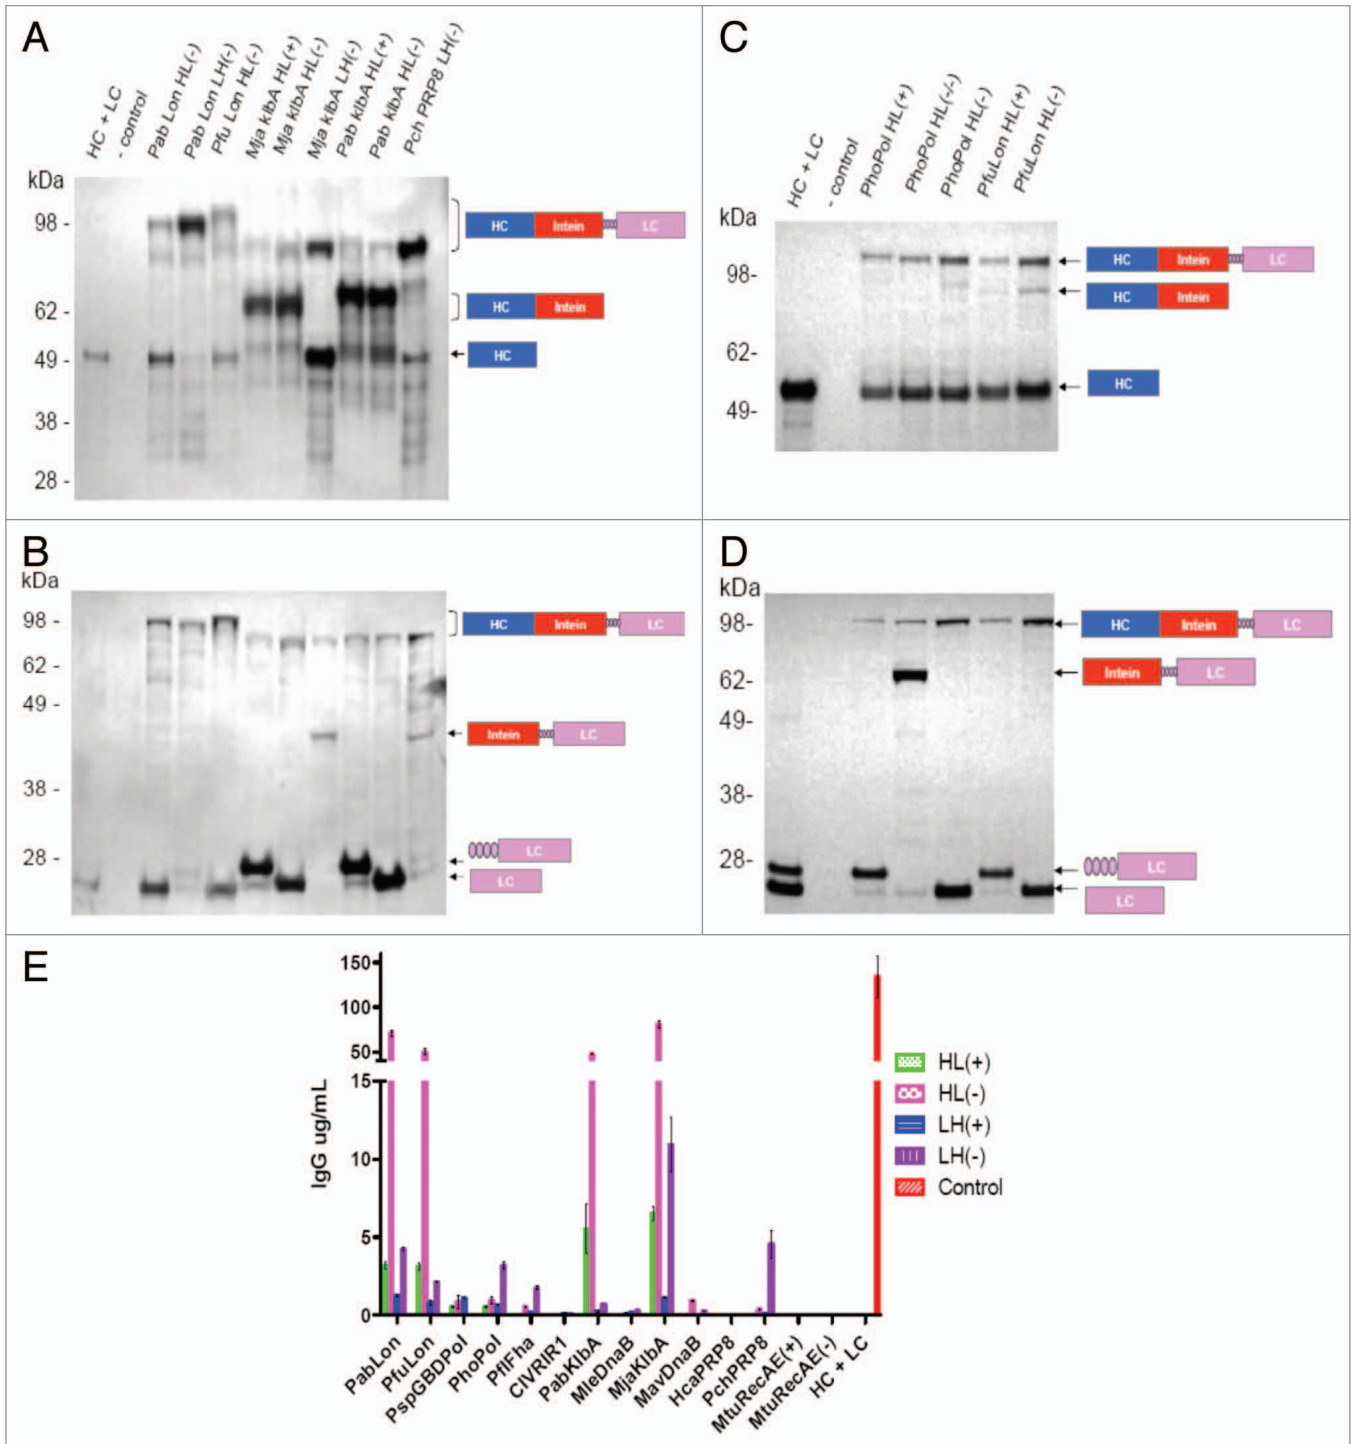 A
HC + LC
- control
Pab Lon HL(-)
Pab Lon LH(-)
Pfu Lon HL(-)
Mja klbA HL(+)
Mja klbA HL(-)
Mja klbA LH(-)
Pab klbA HL(+)
Pab klbA HL(-)
Pch PRP8 LH(-)
kDa
98 -
62 -
49 -
38 -
28 -
HC Intein LC
HC Intein
HC
C
HC + LC
- control
PhoPol HL(+)
PhoPol HL(-/-)
PhoPol HL(-)
PfuLon HL(+)
PfuLon HL(-)
kDa
98-
62-
49-
HC Intein LC
HC Intein
HC
B
kDa
98 -
62 -
49 -
38 -
28 -
HC Intein LC
Intein LC
LC
LC
D
kDa
98-
62-
49-
38-
28-
HC Intein LC
Intein LC
LC
LC
E
IgG ug/mL
150
100
50
15
10
5
0
PabLon
PfuLon
PspGBDPol
PhoPol
PflFha
CIVRIR1
PabKlbA
MleDnaB
MjaKlbA
MavDnaB
HcaPRP8
PchPRP8
MtuRecAE(+)
MtuRecAE(-)
HC + LC
HL(+)
HL(-)
LH(+)
LH(-)
Control